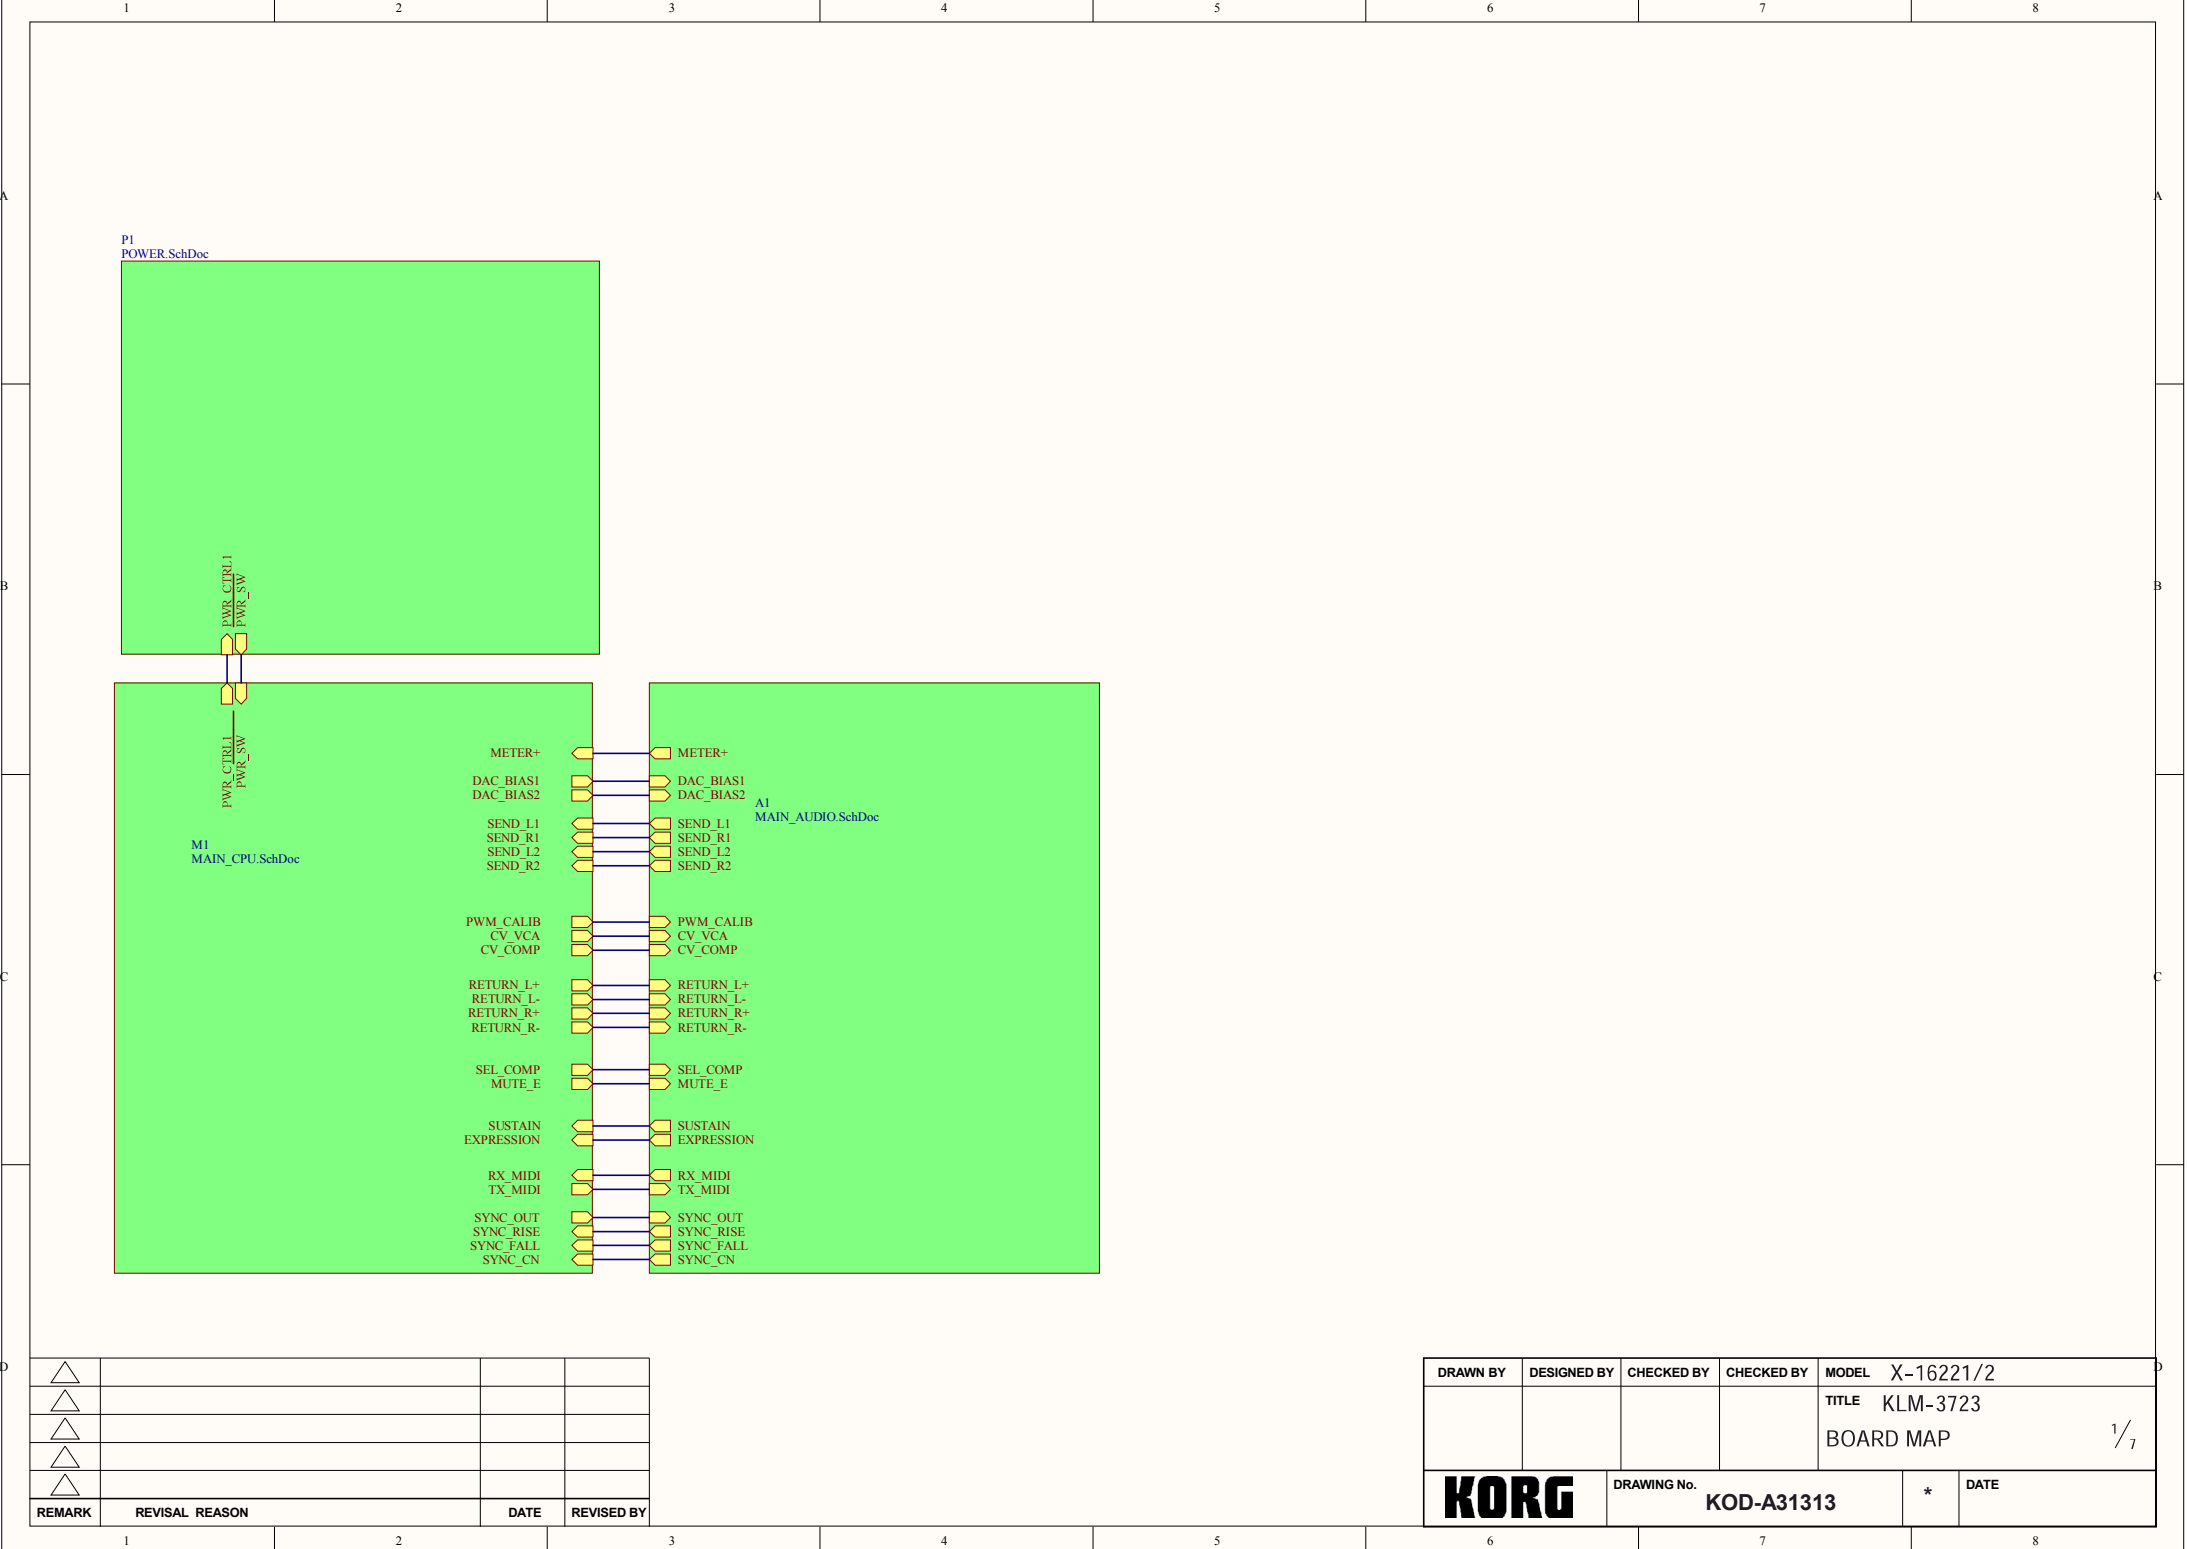 1 2 3 4 5 6 7 8
A A
P1
POWER.SchDoc
PWR_CTRL1
PWR_SW
B B
PWR_CTRL1
PWR_SW
METER+ METER+
DAC_BIAS1 DAC_BIAS1
DAC_BIAS2 DAC_BIAS2
A1
MAIN_AUDIO.SchDoc
SEND_L1 SEND_L1
SEND_R1 SEND_R1
M1
MAIN_CPU.SchDoc
SEND_L2 SEND_L2
SEND_R2 SEND_R2
PWM_CALIB PWM_CALIB
CV_VCA CV_VCA
CV_COMP CV_COMP
C C
RETURN_L+ RETURN_L+
RETURN_L- RETURN_L-
RETURN_R+ RETURN_R+
RETURN_R- RETURN_R-
SEL_COMP SEL_COMP
MUTE_E MUTE_E
SUSTAIN SUSTAIN
EXPRESSION EXPRESSION
RX_MIDI RX_MIDI
TX_MIDI TX_MIDI
SYNC_OUT SYNC_OUT
SYNC_RISE SYNC_RISE
SYNC_FALL SYNC_FALL
SYNC_CN SYNC_CN
D D
REMARK REVISAL REASON DATE REVISED BY
DRAWN BY DESIGNED BY CHECKED BY CHECKED BY MODEL X-16221/2
TITLE KLM-3723
BOARD MAP 1/7
KORG DRAWING No. KOD-A31313 * DATE
1 2 3 4 5 6 7 8